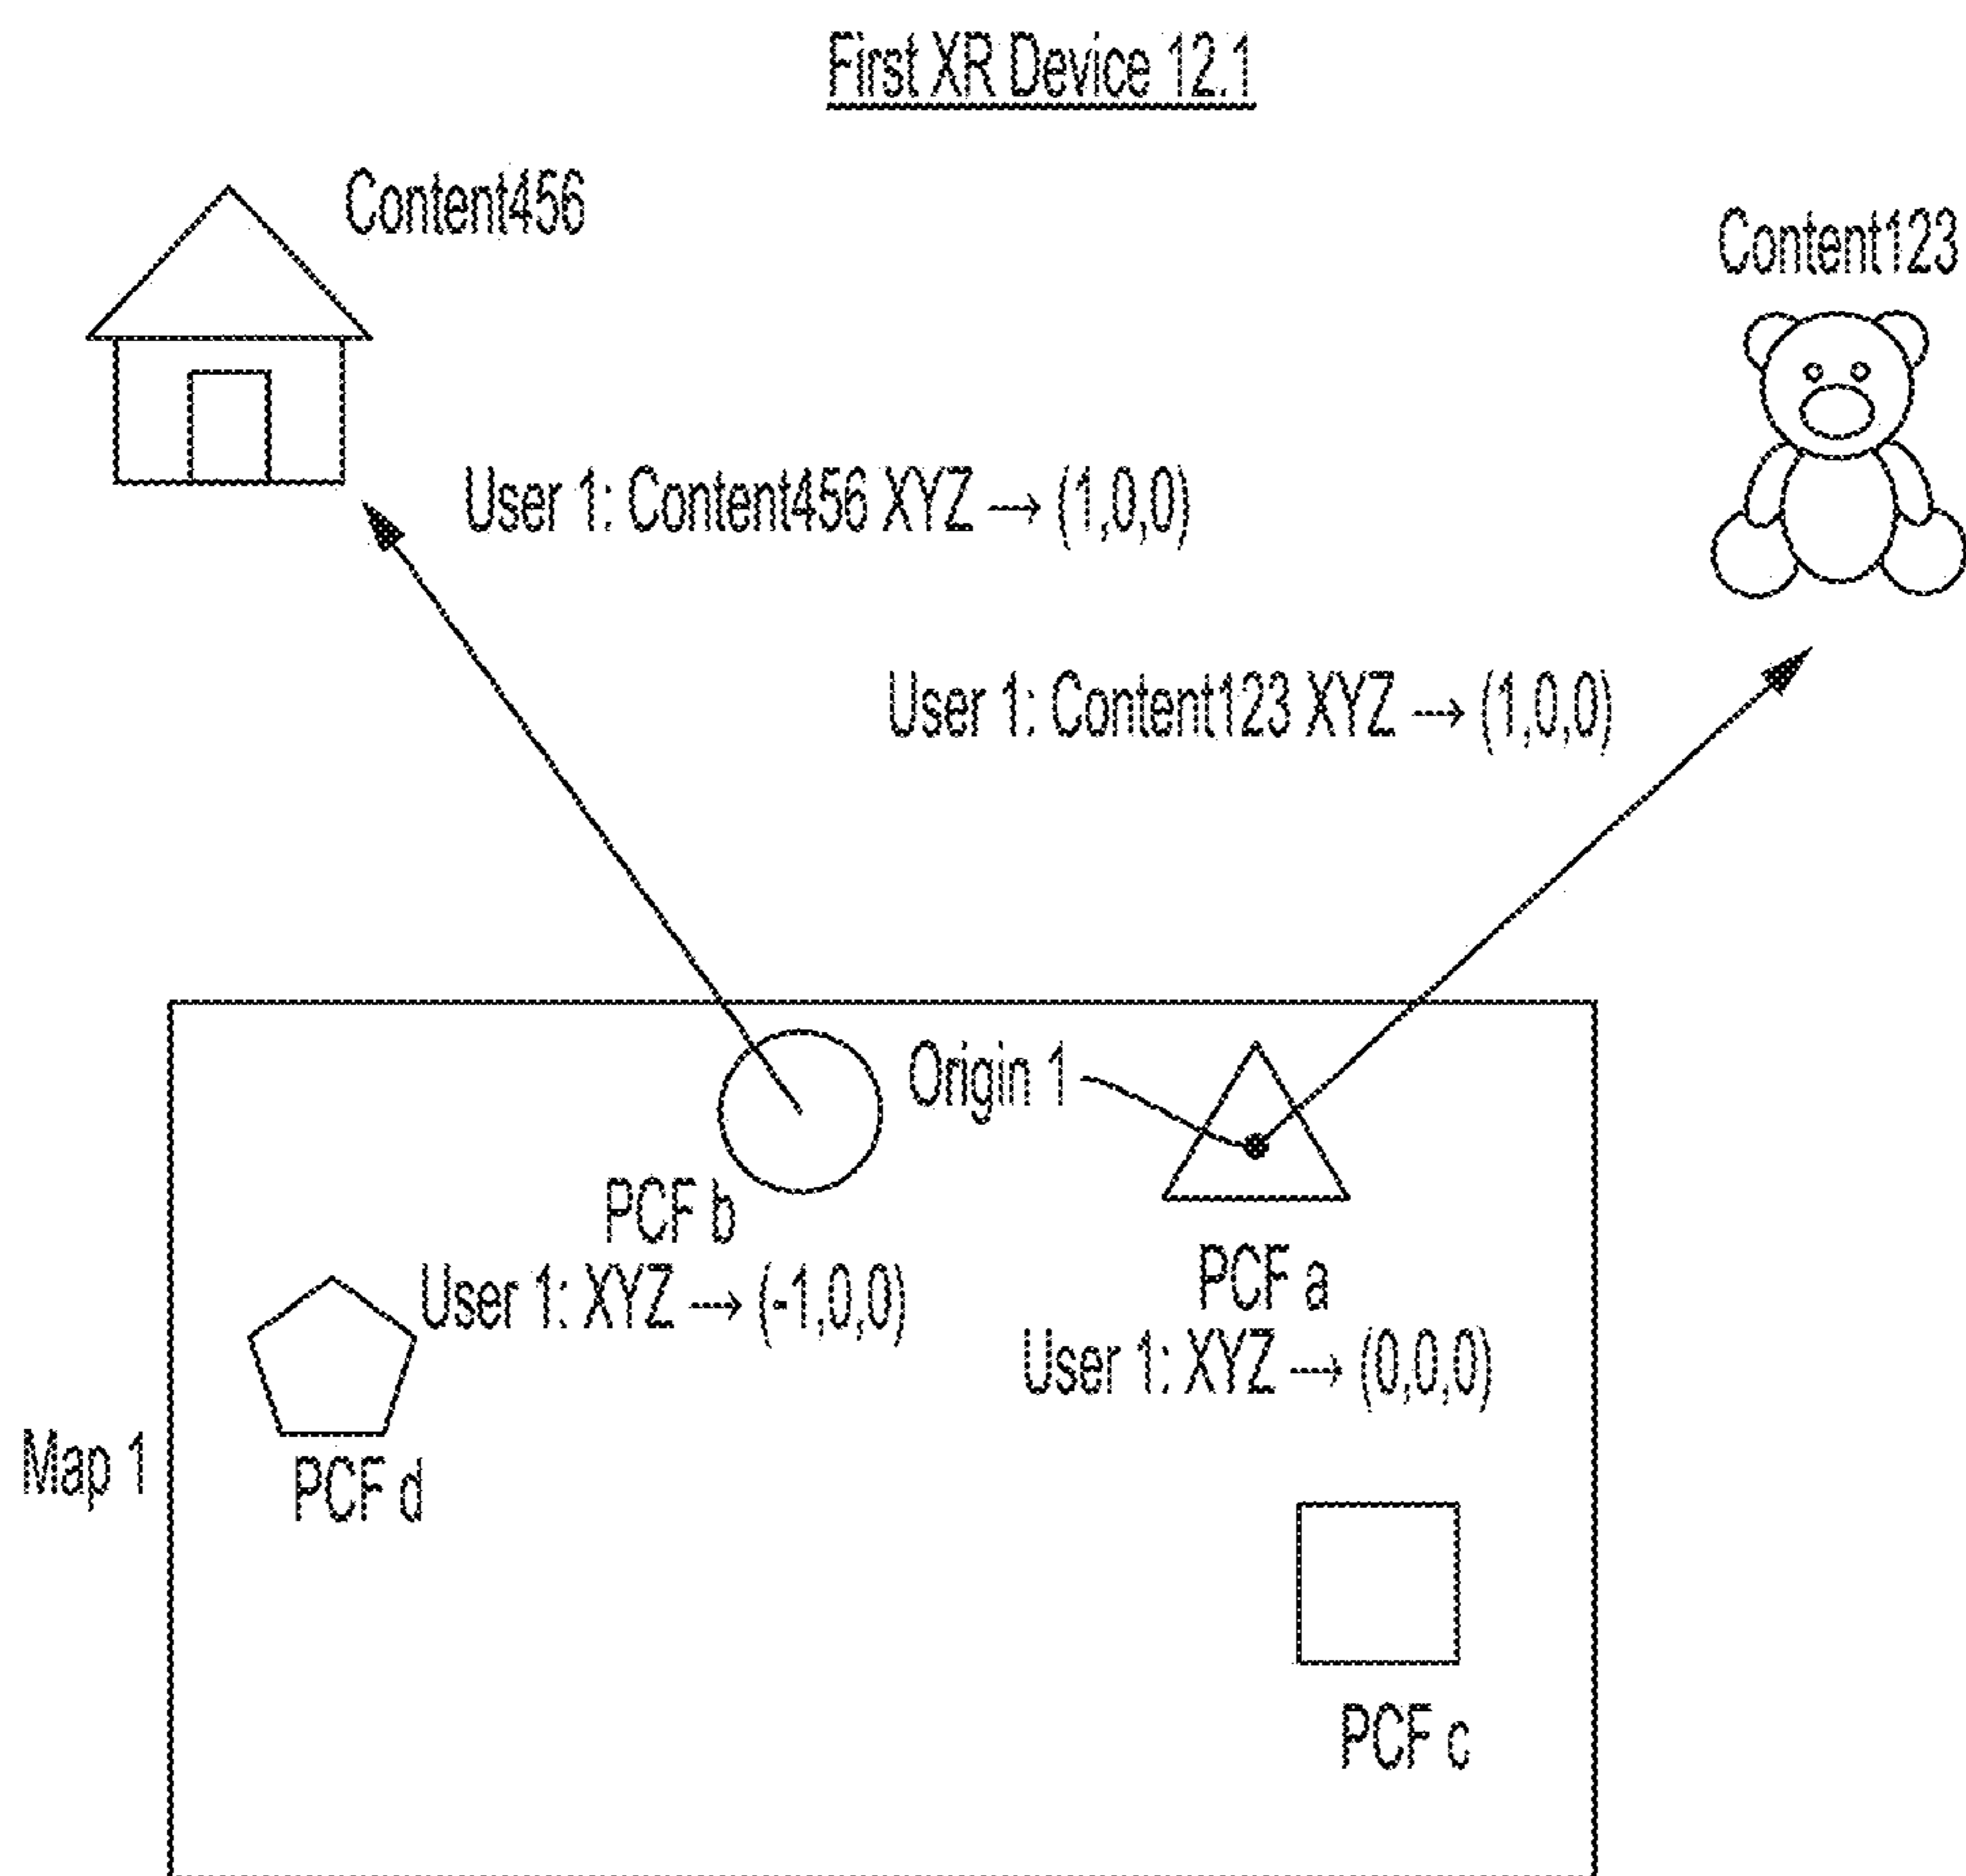 First XR Device 12.1
Content456
Content123
User 1: Content456 XYZ → (1,0,0)
User 1: Content123 XYZ → (1,0,0)
Origin 1
PCF b
User 1: XYZ → (-1,0,0)
PCF a
User 1: XYZ → (0,0,0)
Map 1
PCF d
PCF c